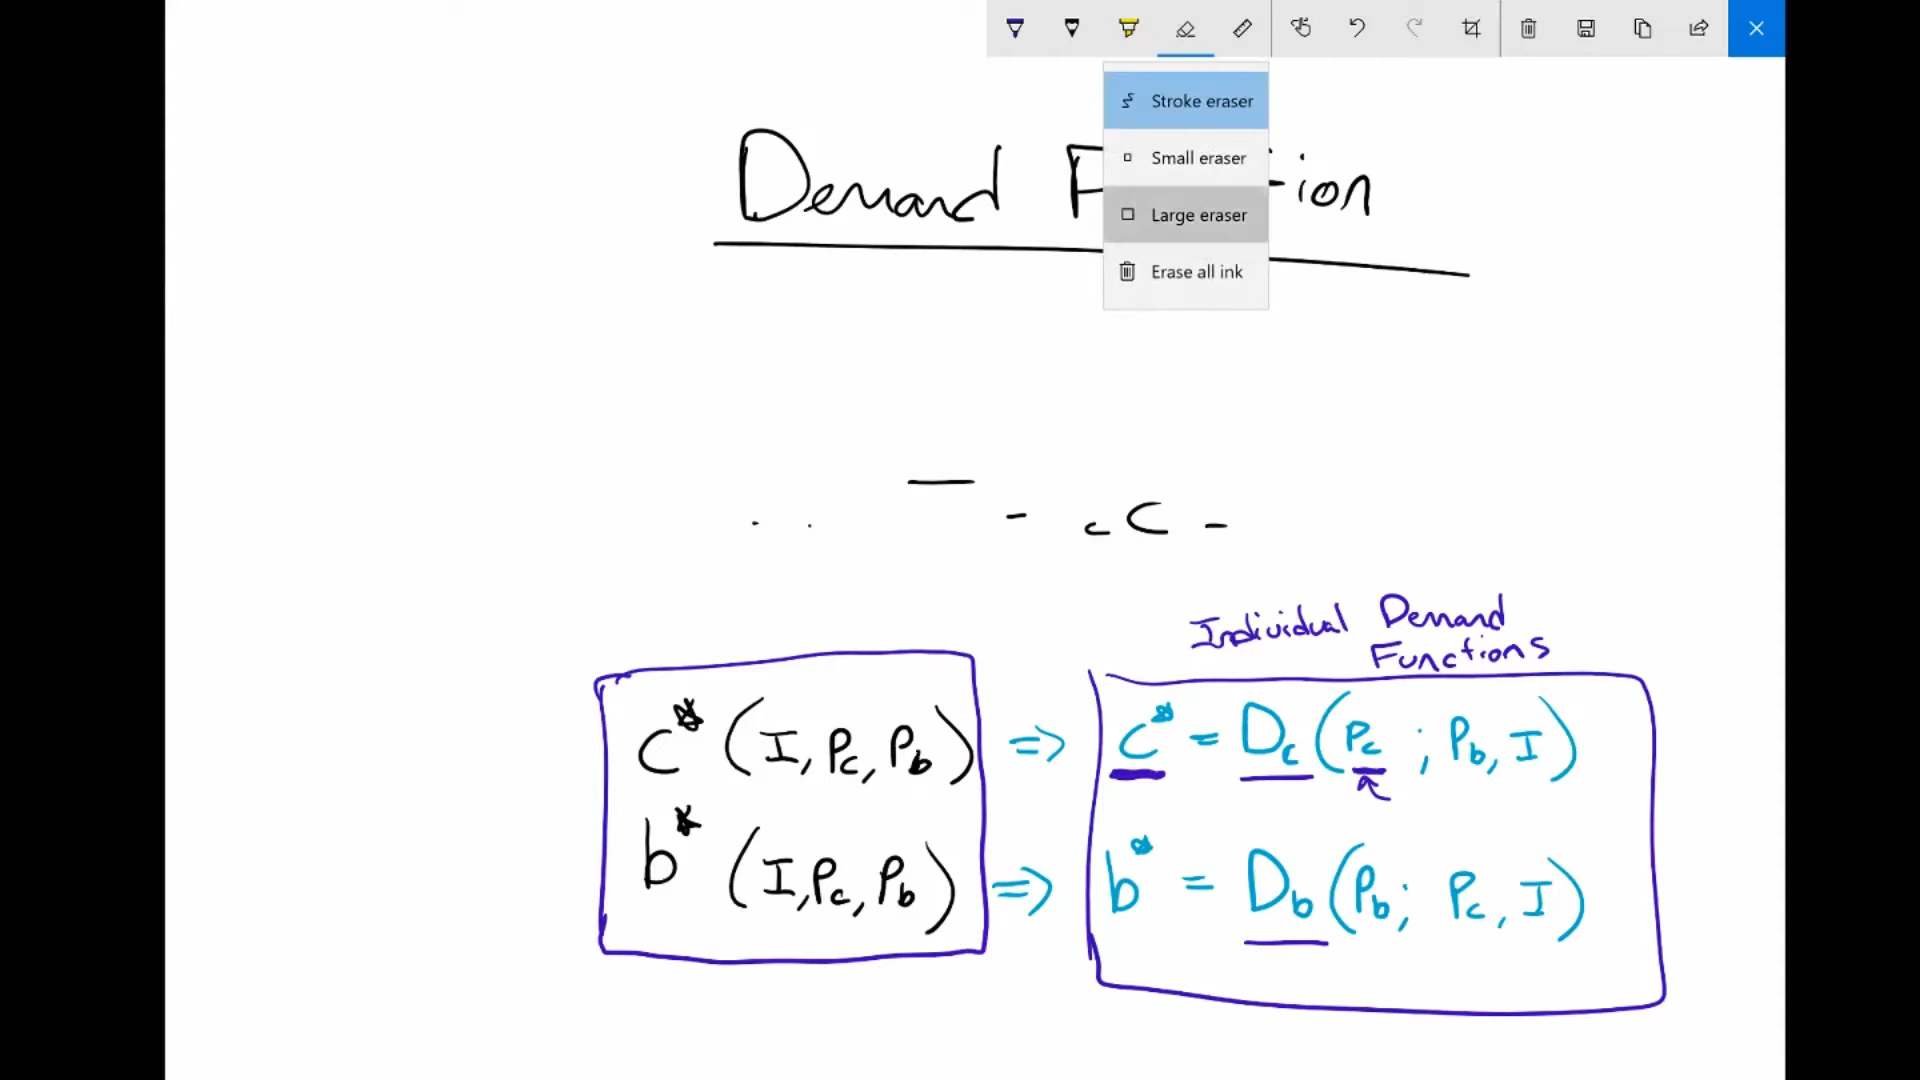 Stroke eraser
Small eraser
Large eraser
Erase all ink
Demand F tion
c C -
Individual Demand
Functions
c* (I, Pc, Pb) => c* = Dc (Pc ; Pb, I)
b* (I, Pc, Pb) => b* = Db (Pb; Pc, I)